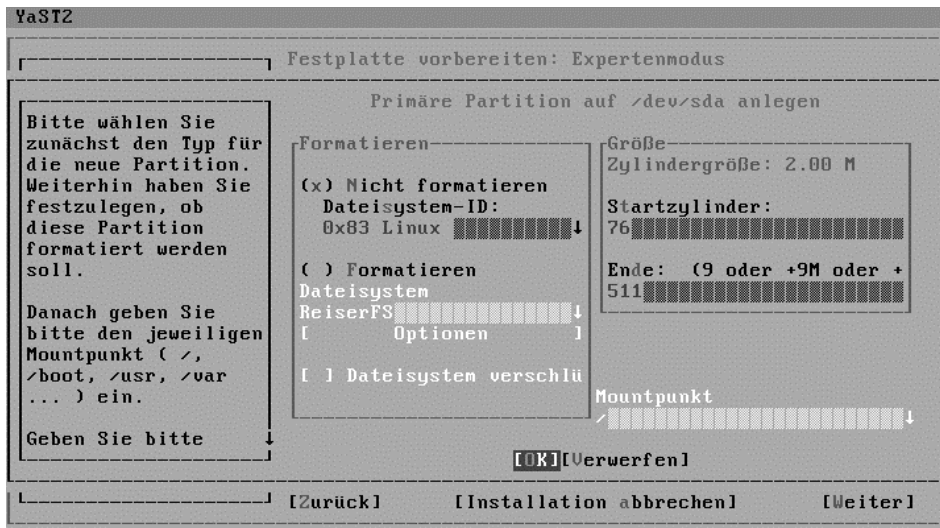 YaST2
Festplatte vorbereiten: Expertenmodus
Primäre Partition auf /dev/sda anlegen
Bitte wählen Sie
zunächst den Typ für
die neue Partition.
Weiterhin haben Sie
festzulegen, ob
diese Partition
formatiert werden
soll.
Danach geben Sie
bitte den jeweiligen
Mountpunkt ( /,
/boot, /usr, /var
... ) ein.
Geben Sie bitte ↓
Formatieren
(x) Nicht formatieren
Dateisystem-ID:
0x83 Linux ↓
( ) Formatieren
Dateisystem
ReiserFS ↓
[ Optionen ]
[ ] Dateisystem verschlü
Größe
Zylindergröße: 2.00 M
Startzylinder:
76
Ende: (9 oder +9M oder +
511
Mountpunkt
/ ↓
[OK][Verwerfen]
[Zurück] [Installation abbrechen] [Weiter]